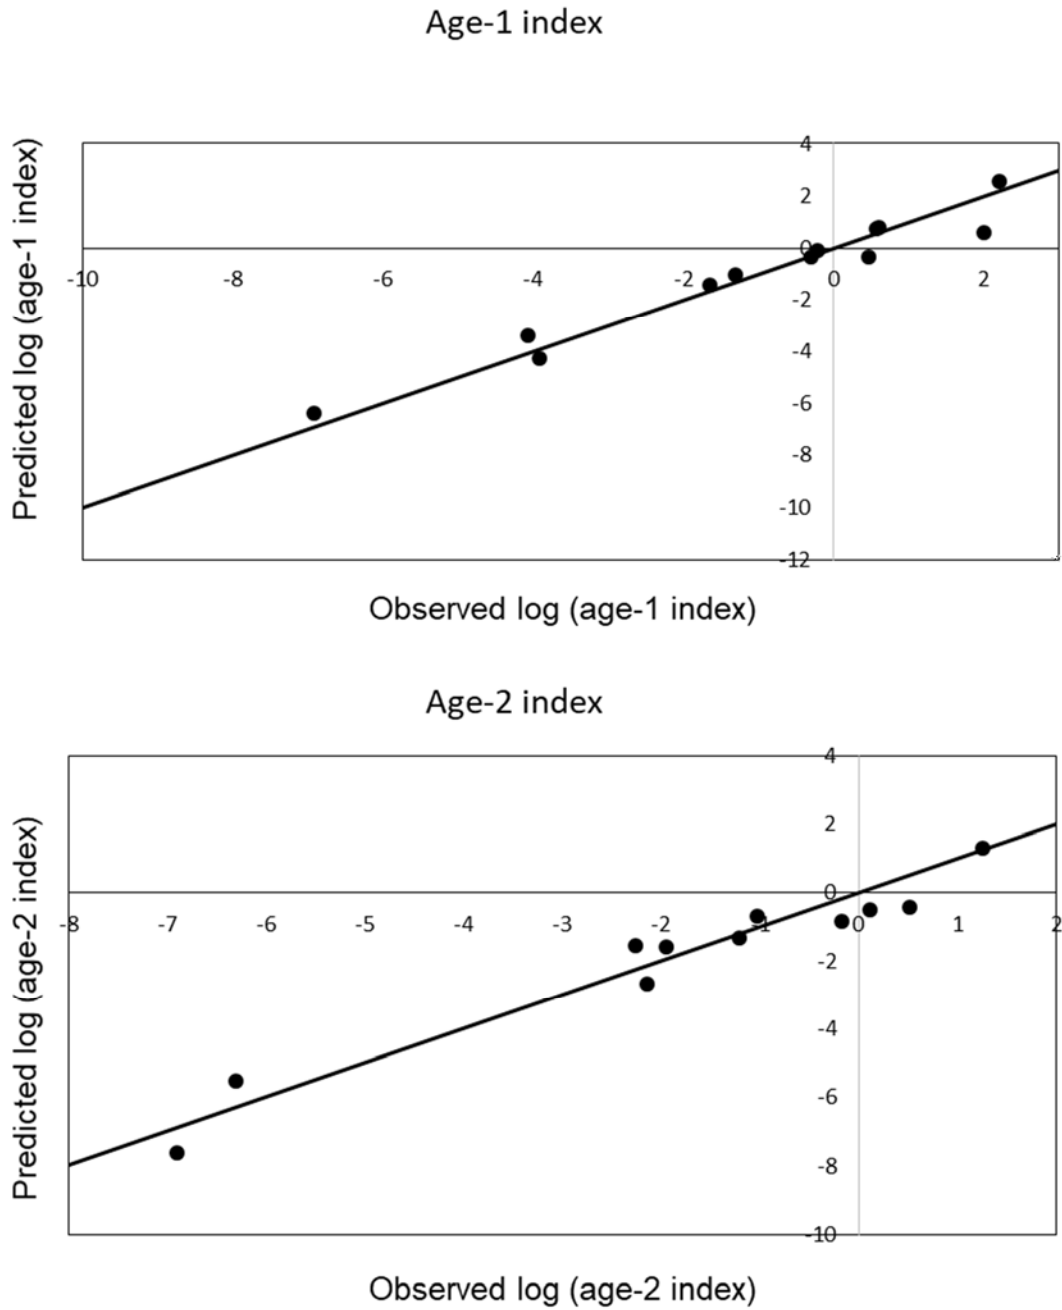 Age-1 index
Predicted log (age-1 index)
4
2
0
-10 -8 -6 -4 -2 0 2
-2
-4
-6
-8
-10
-12
Observed log (age-1 index)
Age-2 index
Predicted log (age-2 index)
4
2
0
-8 -7 -6 -5 -4 -3 -2 -1 0 1 2
-2
-4
-6
-8
-10
Observed log (age-2 index)